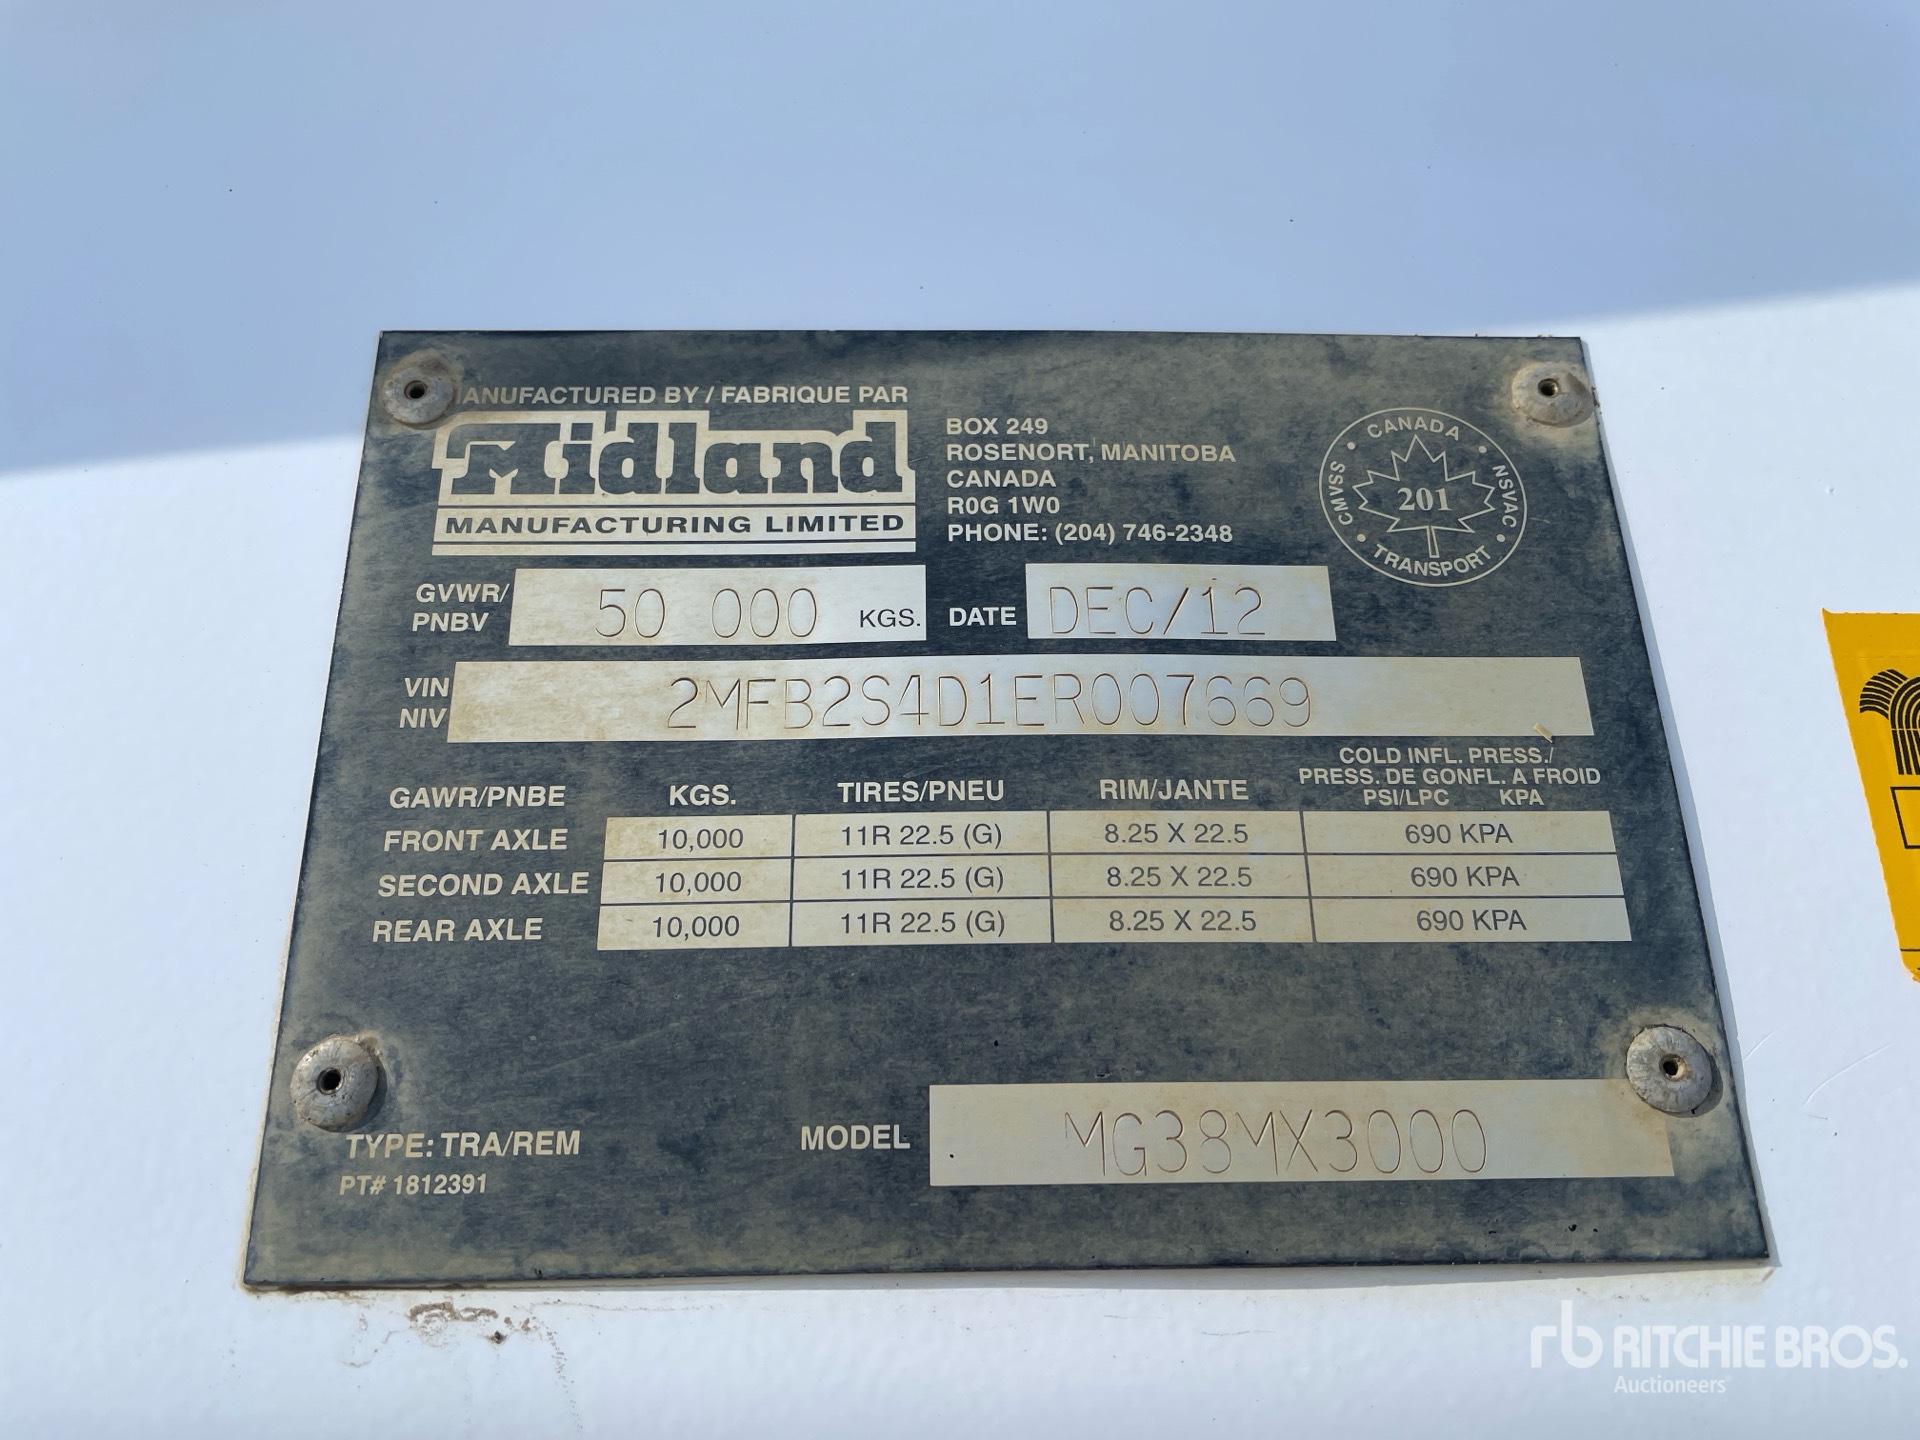 ANUFACTURED BY / FABRIQUE PAR
Midland
MANUFACTURING LIMITED
BOX 249
ROSENORT, MANITOBA
CANADA
R0G 1W0
PHONE: (204) 746-2348
CANADA
CMVSS
NSVAC
201
TRANSPORT
GVWR/
PNBV
50 000 KGS.
DATE DEC/12
VIN
NIV
2MFB2S4D1ER007669
COLD INFL. PRESS./
PRESS. DE GONFL. A FROID
GAWR/PNBE KGS. TIRES/PNEU RIM/JANTE PSI/LPC KPA
FRONT AXLE 10,000 11R 22.5 (G) 8.25 X 22.5 690 KPA
SECOND AXLE 10,000 11R 22.5 (G) 8.25 X 22.5 690 KPA
REAR AXLE 10,000 11R 22.5 (G) 8.25 X 22.5 690 KPA
TYPE: TRA/REM
PT# 1812391
MODEL MG38MX3000
rb RITCHIE BROS.
Auctioneers